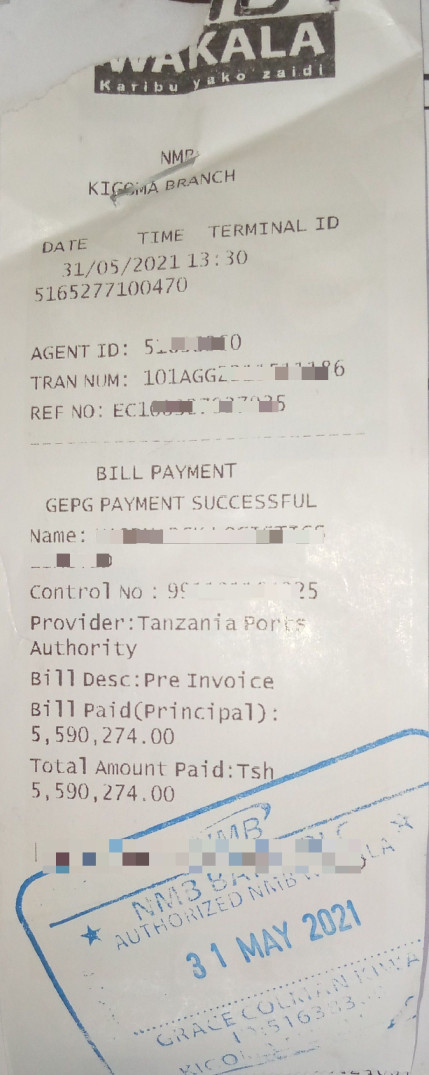 WAKALA
Karibu yako zaidi
NMB
KIGOMA BRANCH
DATE TIME TERMINAL ID
31/05/2021 13:30
5165277100470
AGENT ID:
TRAN NUM:
REF NO:
BILL PAYMENT
GEPG PAYMENT SUCCESSFUL
Name:
Control No :
Provider:Tanzania Ports
Authority
Bill Desc:Pre Invoice
Bill Paid(Principal):
5,590,274.00
Total Amount Paid:Tsh
5,590,274.00
NMB
NMB
AUTHORIZED NMB
31 MAY 2021
GRACE